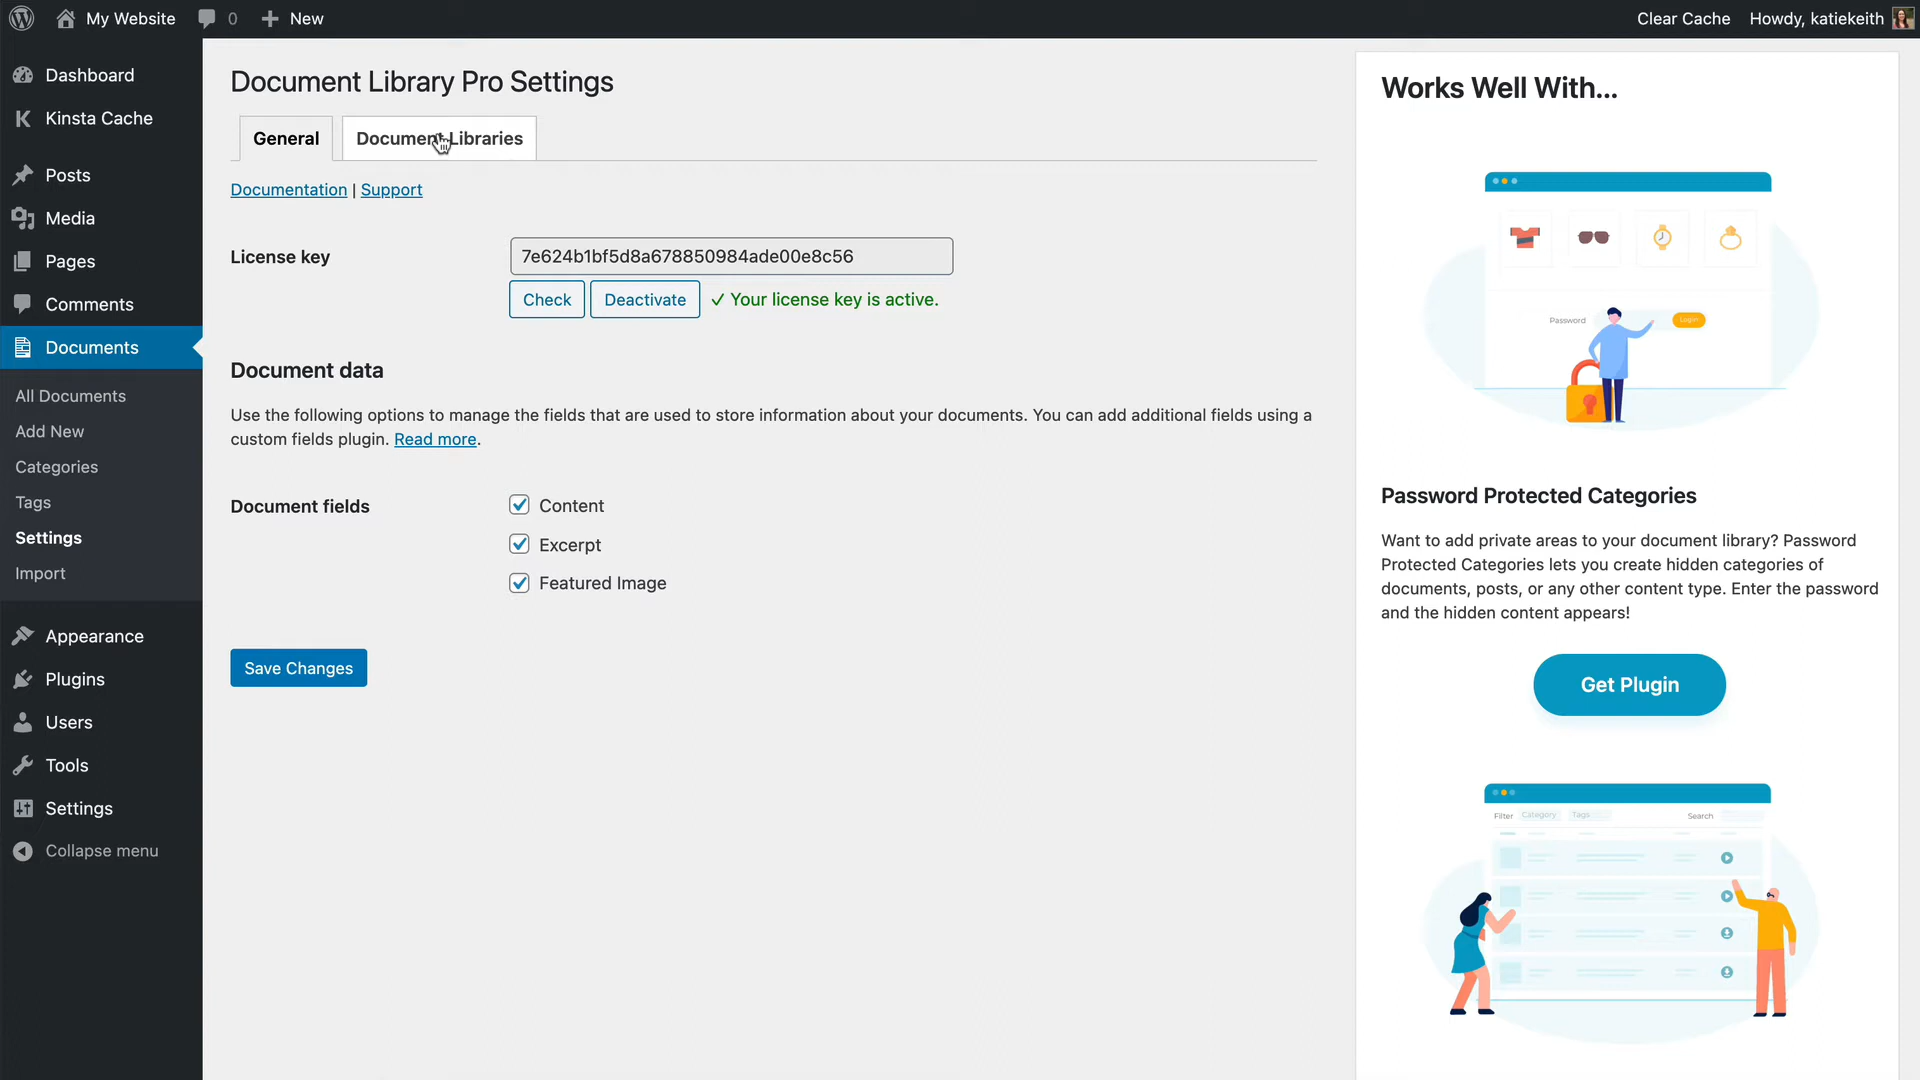 My Website
0
New
Clear Cache
Howdy, katiekeith
Dashboard
Kinsta Cache
Posts
Media
Pages
Comments
Documents
All Documents
Add New
Categories
Tags
Settings
Import
Appearance
Plugins
Users
Tools
Settings
Collapse menu
Document Library Pro Settings
General
Document Libraries
Documentation | Support
License key
7e624b1bf5d8a678850984ade00e8c56
Check
Deactivate
✓ Your license key is active.
Document data
Use the following options to manage the fields that are used to store information about your documents. You can add additional fields using a
custom fields plugin. Read more.
Document fields
Content
Excerpt
Featured Image
Save Changes
Works Well With...
Password
Login
Password Protected Categories
Want to add private areas to your document library? Password
Protected Categories lets you create hidden categories of
documents, posts, or any other content type. Enter the password
and the hidden content appears!
Get Plugin
Filter
Category
Tags
Search